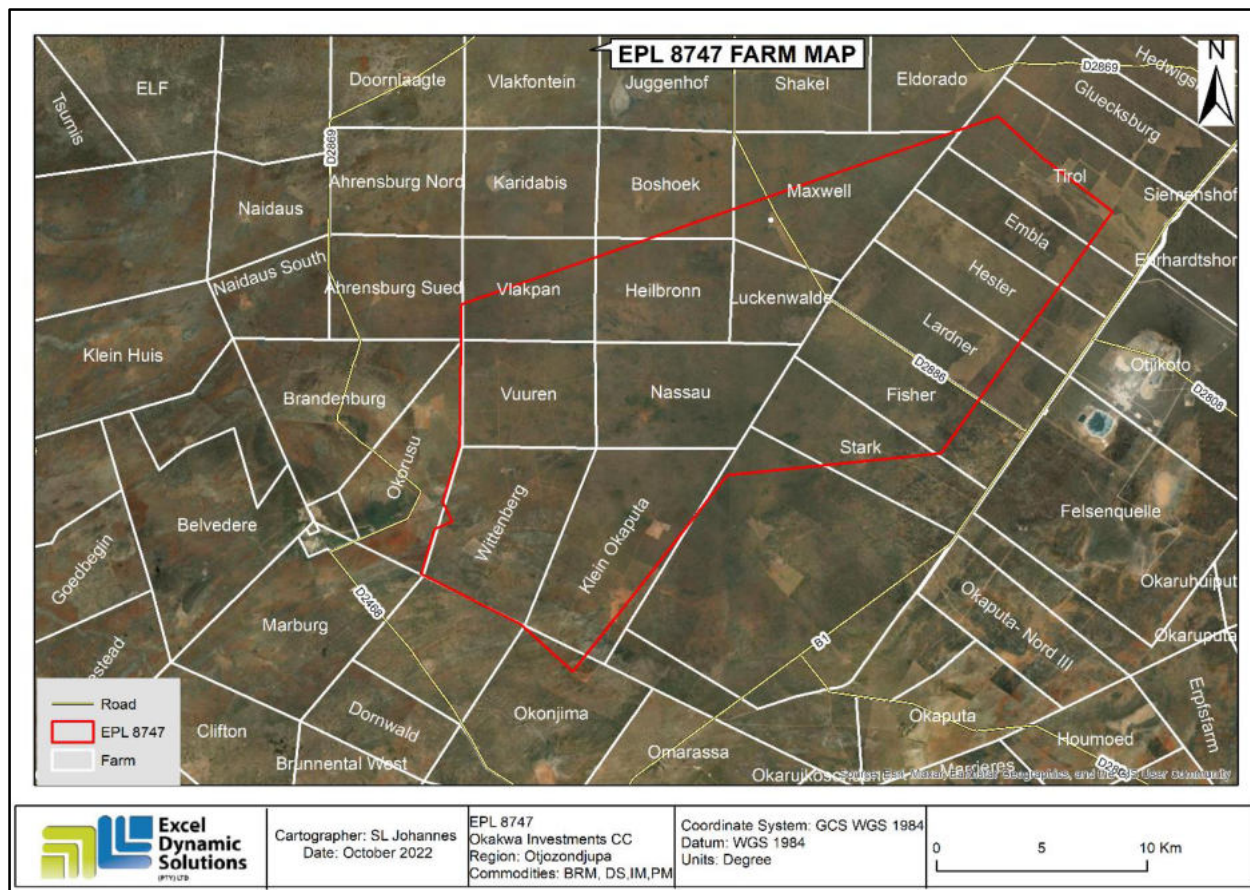 EPL 8747 FARM MAP
N
ELF
Doornlaagte
Vlakfontein
Juggenhof
Shakel
Eldorado
D2869
Tsumis
Gluecksburg
D2869
Ahrensburg Nord
Karidabis
Boshoek
Maxwell
Tirol
Siemenshof
Naidaus
Embla
Naidaus South
Ahrensburg Sued
Vlakpan
Heilbronn
Luckenwalde
Hester
Lardner
Klein Huis
Otjikoto
D2886
D2808
Brandenburg
Vuuren
Nassau
Fisher
Okorusu
Stark
Belvedere
Wittenberg
Klein Okaputa
Felsenquelle
Goedbegin
Okaruhuiput
D2468
Marburg
B1
Okaputa- Nord III
Okaruputa
estead
Clifton
Dornwald
Okonjima
Okaputa
Erpfsfarm
Brunnental West
Omarassa
Houmoed
Road
EPL 8747
Farm
Excel
Dynamic
Solutions
(PTY) LTD
Cartographer: SL Johannes
Date: October 2022
EPL 8747
Okakwa Investments CC
Region: Otjozondjupa
Commodities: BRM, DS,IM,PM
Coordinate System: GCS WGS 1984
Datum: WGS 1984
Units: Degree
0 5 10 Km